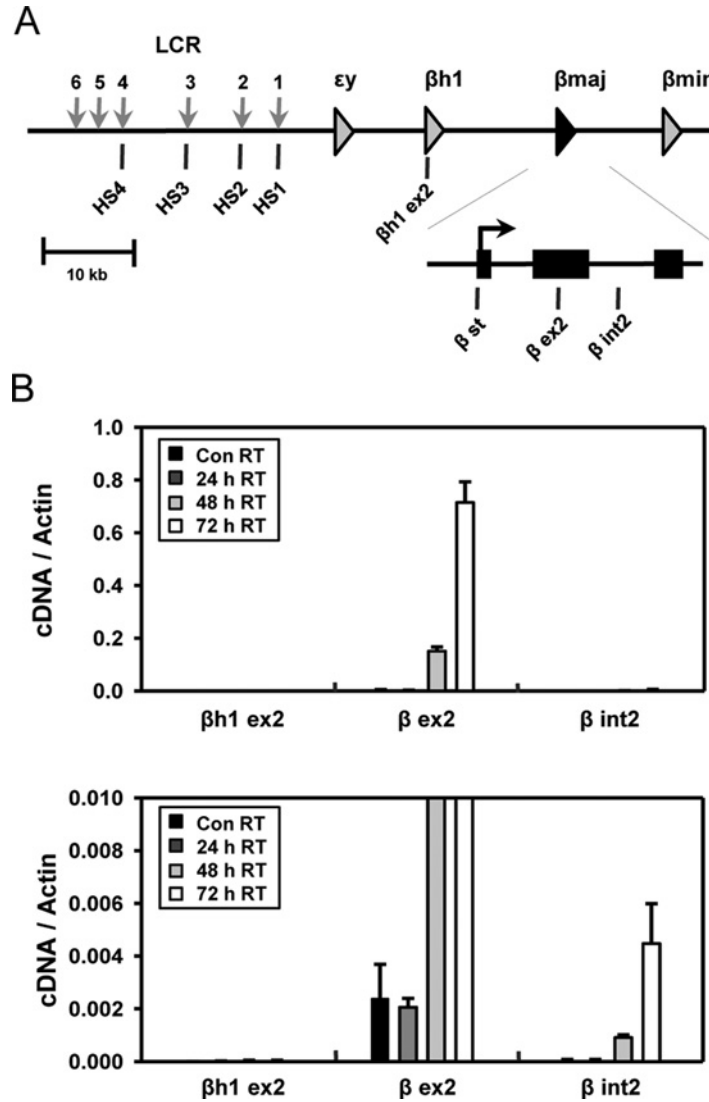 A
LCR
6 5 4 3 2 1 εy βh1 βmaj βmin
HS4 HS3 HS2 HS1 βh1 ex2
10 kb
β st β ex2 β int2
B
cDNA / Actin
1.0
0.8
0.6
0.4
0.2
0.0
Con RT
24 h RT
48 h RT
72 h RT
βh1 ex2 β ex2 β int2
cDNA / Actin
0.010
0.008
0.006
0.004
0.002
0.000
Con RT
24 h RT
48 h RT
72 h RT
βh1 ex2 β ex2 β int2